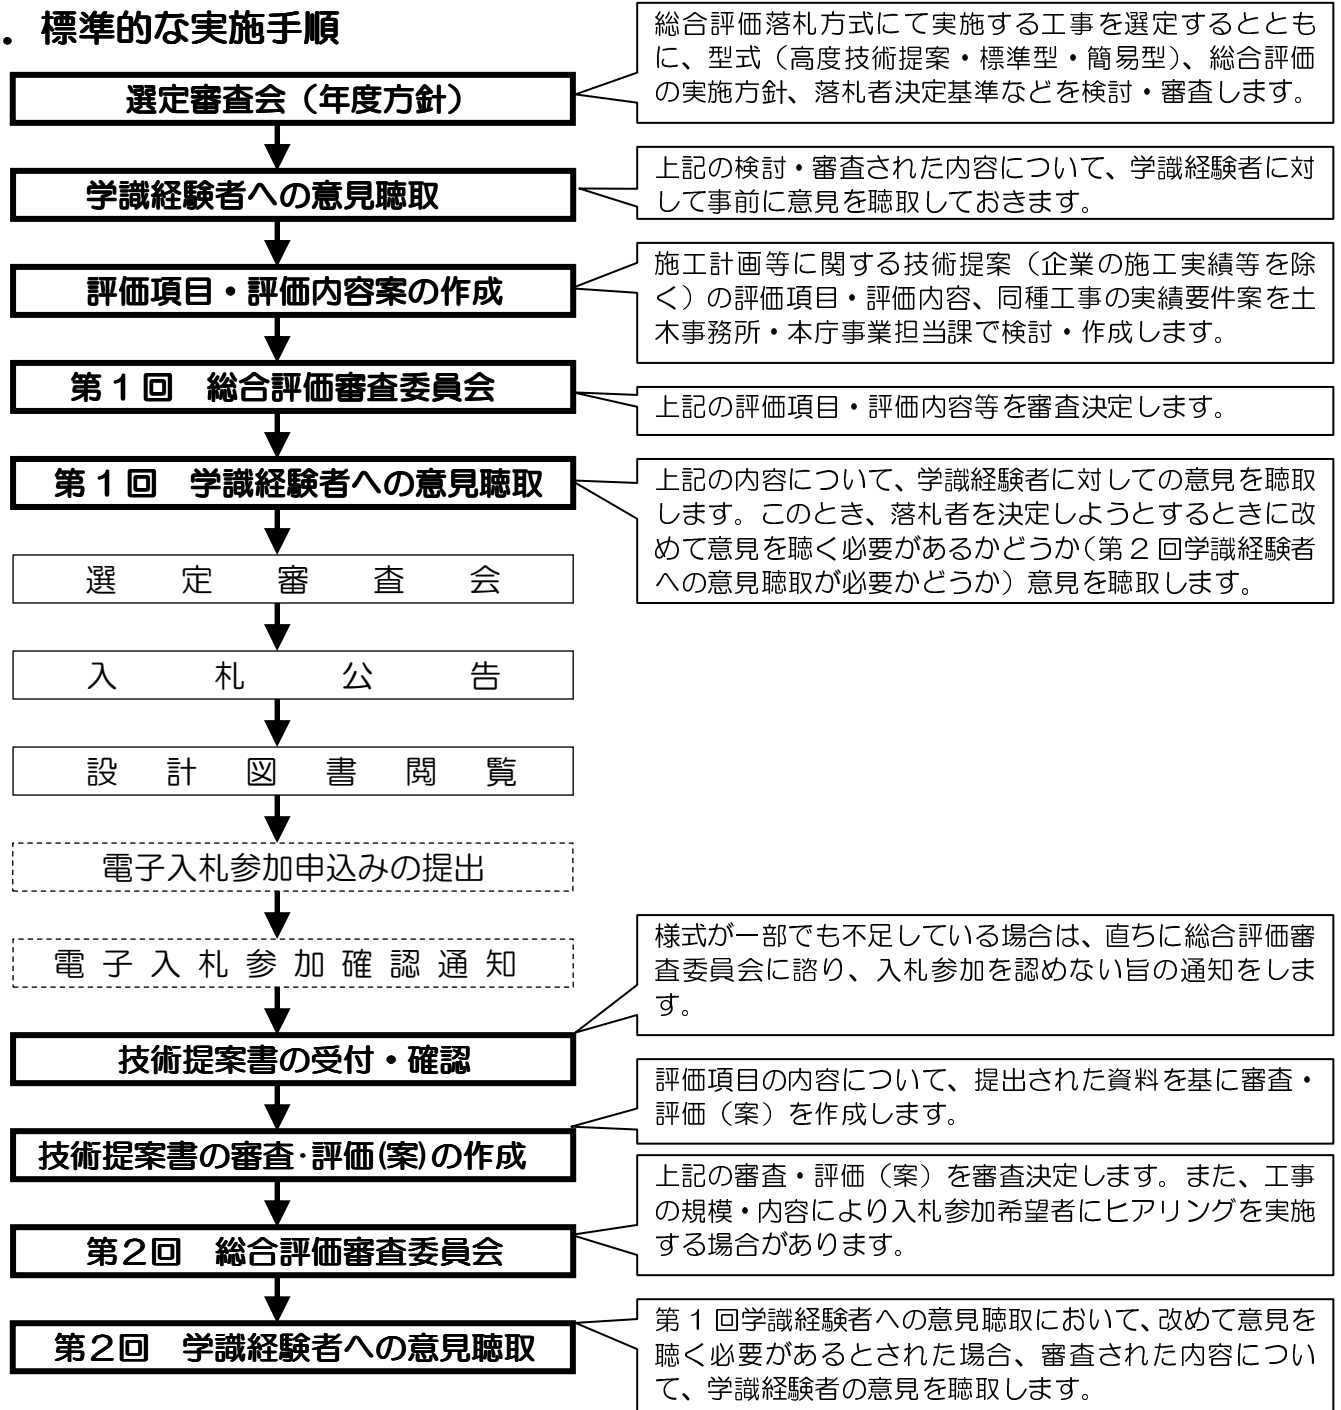 ．標準的な実施手順
総合評価落札方式にて実施する工事を選定するととも
に、型式（高度技術提案・標準型・簡易型）、総合評価
の実施方針、落札者決定基準などを検討・審査します。
選定審査会（年度方針）
上記の検討・審査された内容について、学識経験者に対
して事前に意見を聴取しておきます。
学識経験者への意見聴取
施工計画等に関する技術提案（企業の施工実績等を除
く）の評価項目・評価内容、同種工事の実績要件案を土
木事務所・本庁事業担当課で検討・作成します。
評価項目・評価内容案の作成
第１回　総合評価審査委員会
上記の評価項目・評価内容等を審査決定します。
第１回　学識経験者への意見聴取
上記の内容について、学識経験者に対しての意見を聴取
します。このとき、落札者を決定しようとするときに改
めて意見を聴く必要があるかどうか（第２回学識経験者
への意見聴取が必要かどうか）意見を聴取します。
選　定　審　査　会
入　札　公　告
設　計　図　書　閲　覧
電子入札参加申込みの提出
電子入札参加確認通知
様式が一部でも不足している場合は、直ちに総合評価審
査委員会に諮り、入札参加を認めない旨の通知をしま
す。
技術提案書の受付・確認
評価項目の内容について、提出された資料を基に審査・
評価（案）を作成します。
技術提案書の審査･評価(案)の作成
上記の審査・評価（案）を審査決定します。また、工事
の規模・内容により入札参加希望者にヒアリングを実施
する場合があります。
第２回　総合評価審査委員会
第１回学識経験者への意見聴取において、改めて意見を
聴く必要があるとされた場合、審査された内容につい
て、学識経験者の意見を聴取します。
第２回　学識経験者への意見聴取